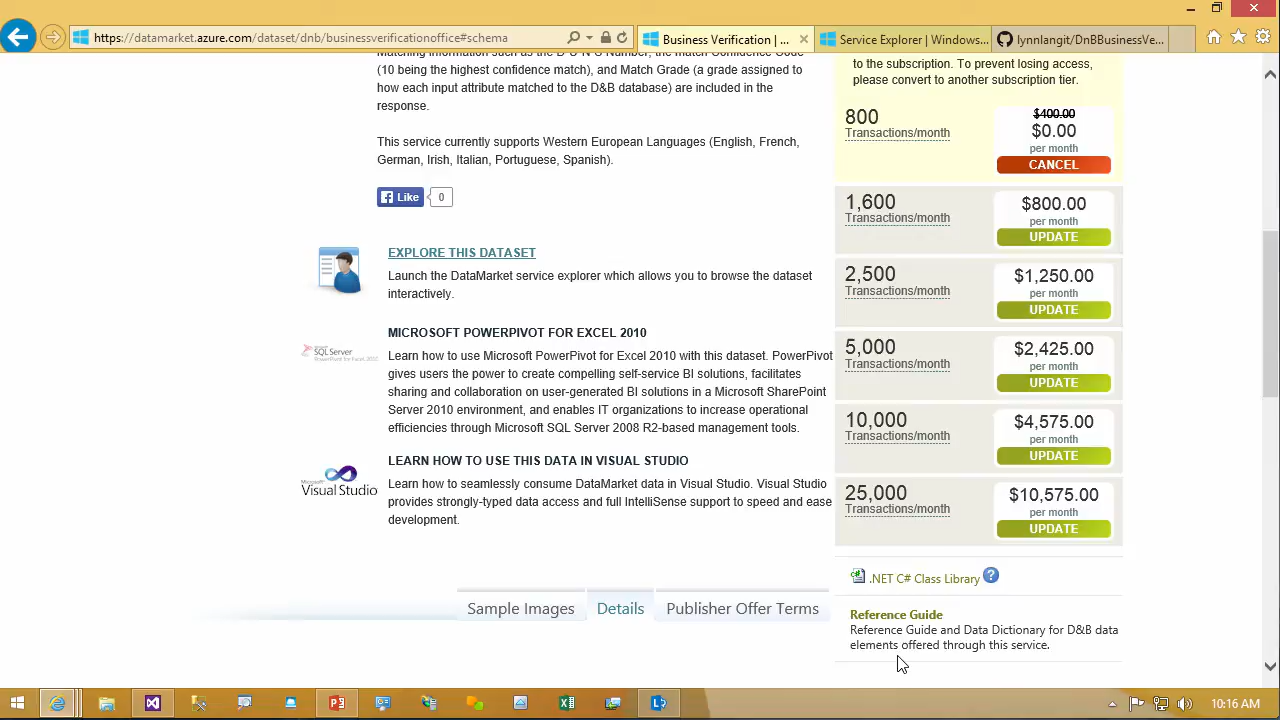 https://datamarket.azure.com/dataset/dnb/businessverificationoffice#schema
Business Verification | ...
Service Explorer | Windows...
lynnlangit/DnBBusinessVe...
Matching information such as the D-U-N-S Number, the match Confidence Code
(10 being the highest confidence match), and Match Grade (a grade assigned to
how each input attribute matched to the D&B database) are included in the
response.
This service currently supports Western European Languages (English, French,
German, Irish, Italian, Portuguese, Spanish).
Like
0
EXPLORE THIS DATASET
Launch the DataMarket service explorer which allows you to browse the dataset
interactively.
SQL Server
MICROSOFT POWERPIVOT FOR EXCEL 2010
Learn how to use Microsoft PowerPivot for Excel 2010 with this dataset. PowerPivot
gives users the power to create compelling self-service BI solutions, facilitates
sharing and collaboration on user-generated BI solutions in a Microsoft SharePoint
Server 2010 environment, and enables IT organizations to increase operational
efficiencies through Microsoft SQL Server 2008 R2-based management tools.
Visual Studio
LEARN HOW TO USE THIS DATA IN VISUAL STUDIO
Learn how to seamlessly consume DataMarket data in Visual Studio. Visual Studio
provides strongly-typed data access and full IntelliSense support to speed and ease
development.
Sample Images
Details
Publisher Offer Terms
to the subscription. To prevent losing access,
please convert to another subscription tier.
800
Transactions/month
$400.00
$0.00
per month
CANCEL
1,600
Transactions/month
$800.00
per month
UPDATE
2,500
Transactions/month
$1,250.00
per month
UPDATE
5,000
Transactions/month
$2,425.00
per month
UPDATE
10,000
Transactions/month
$4,575.00
per month
UPDATE
25,000
Transactions/month
$10,575.00
per month
UPDATE
.NET C# Class Library
Reference Guide
Reference Guide and Data Dictionary for D&B data
elements offered through this service.
10:16 AM